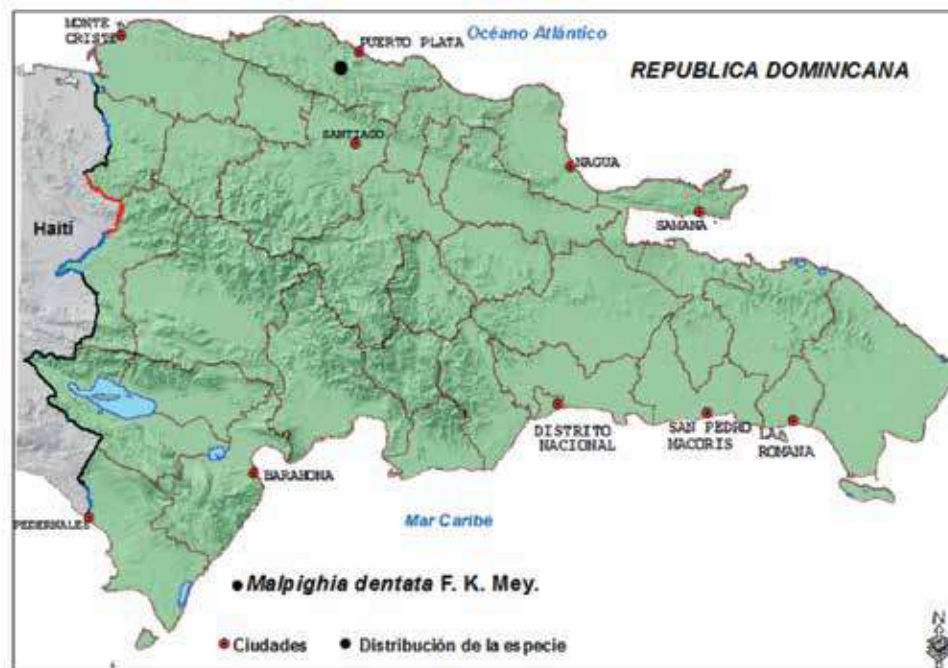 MONTE
CRISTI
PUERTO PLATA
Océano Atlántico
REPUBLICA DOMINICANA
SANTIAGO
NAGUA
SAMANA
Haití
DISTRITO
NACIONAL
SAN PEDRO
MACORIS
LA
ROMANA
BARAHONA
PEDERNALES
Mar Caribe
Malpighia dentata F. K. Mey.
Ciudades
Distribución de la especie
N